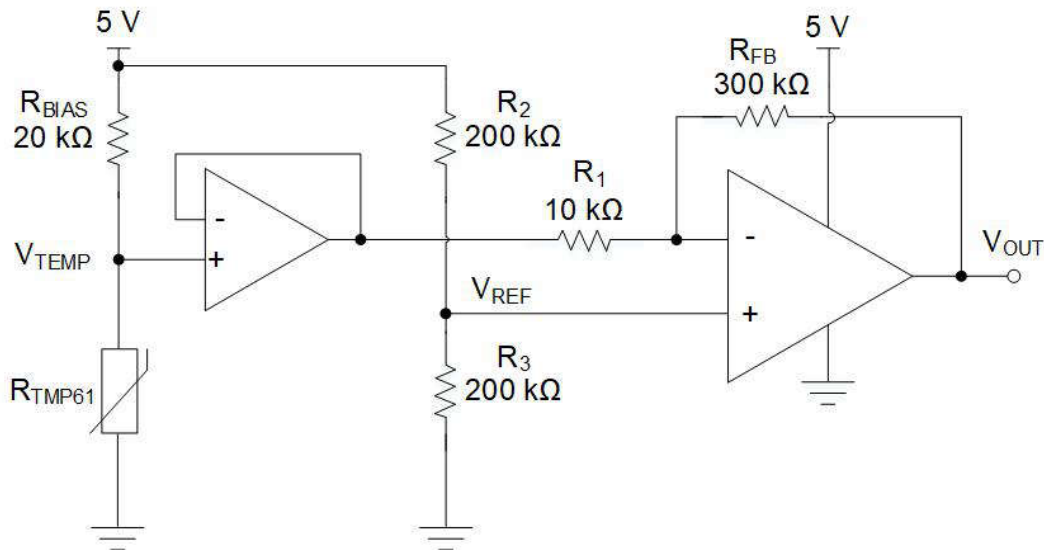 5 V
5 V
RBIAS
20 kΩ
R2
200 kΩ
RFB
300 kΩ
R1
10 kΩ
-
+
VTEMP
VREF
-
+
VOUT
RTMP61
R3
200 kΩ